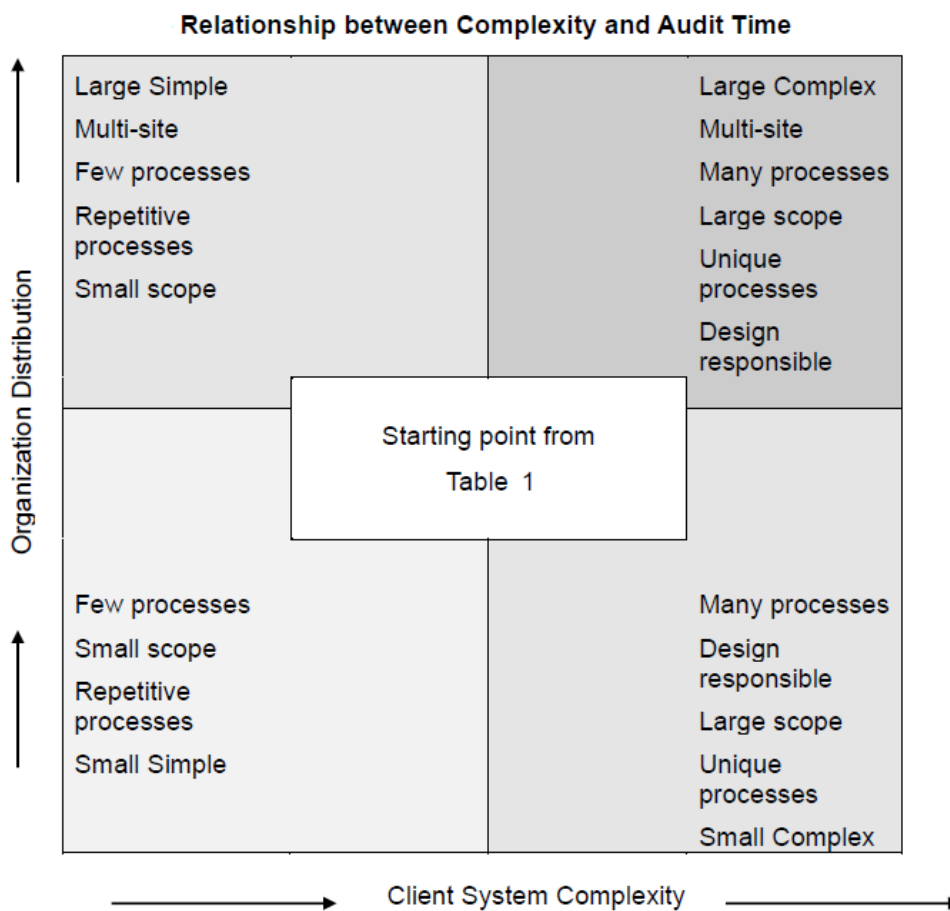 Relationship between Complexity and Audit Time
Large Simple
Multi-site
Few processes
Repetitive
processes
Small scope
Large Complex
Multi-site
Many processes
Large scope
Unique
processes
Design
responsible
Organization Distribution
Starting point from
Table 1
Few processes
Small scope
Repetitive
processes
Small Simple
Many processes
Design
responsible
Large scope
Unique
processes
Small Complex
Client System Complexity